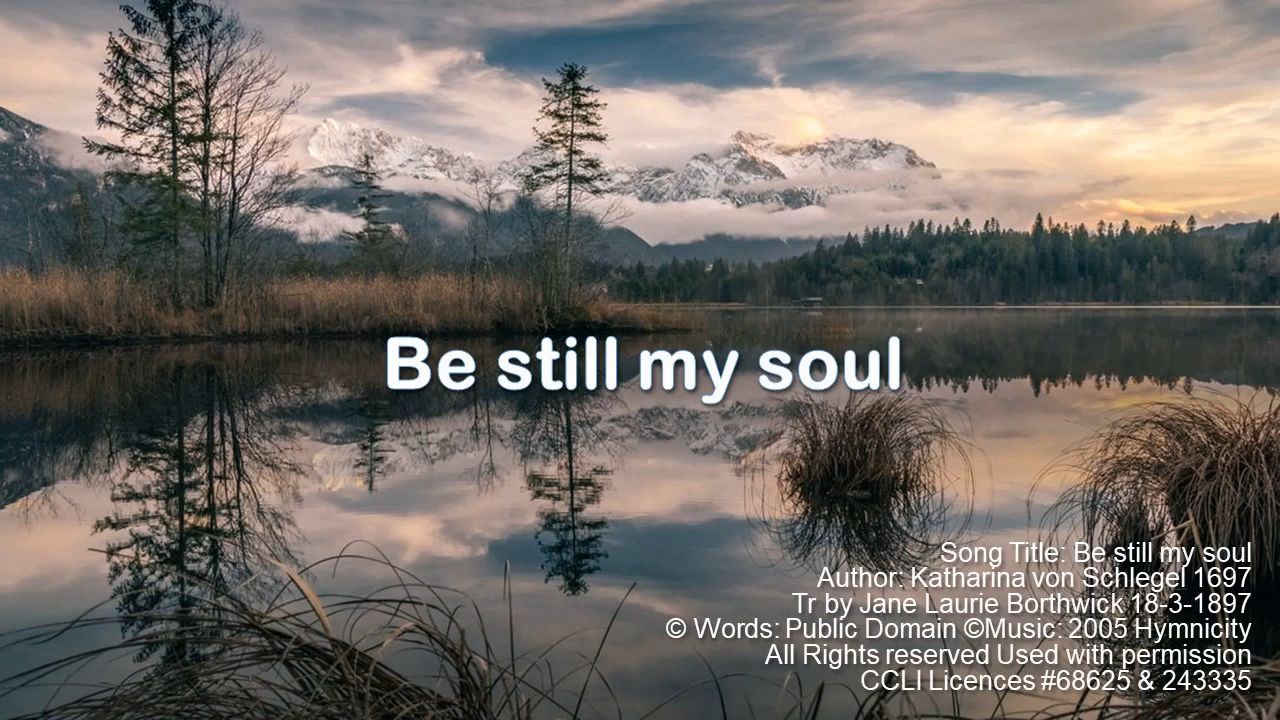 Be still my soul
Song Title: Be still my soul
Author: Katharina von Schlegel 1697
Tr by Jane Laurie Borthwick 18-3-1897
© Words: Public Domain ©Music: 2005 Hymnicity
All Rights reserved Used with permission
CCLI Licences #68625 & 243335